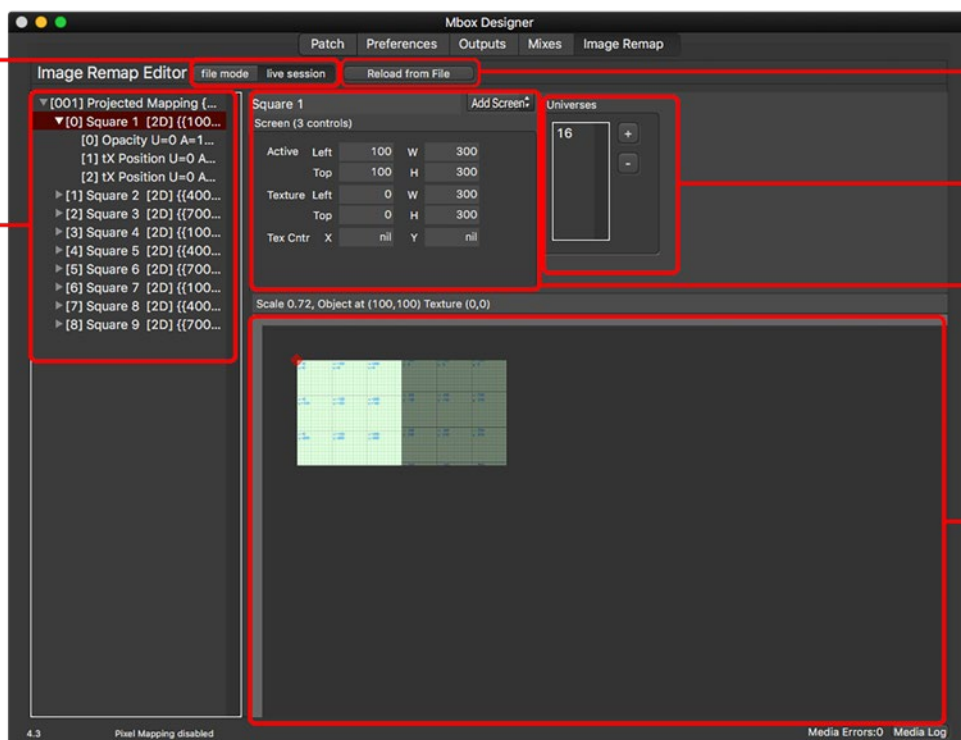 Mbox Designer
Patch Preferences Outputs Mixes Image Remap
Image Remap Editor file mode live session Reload from File
[001] Projected Mapping {...
[0] Square 1 [2D] {{100...
[0] Opacity U=0 A=1...
[1] tX Position U=0 A...
[2] tX Position U=0 A...
[1] Square 2 [2D] {{400...
[2] Square 3 [2D] {{700...
[3] Square 4 [2D] {{100...
[4] Square 5 [2D] {{400...
[5] Square 6 [2D] {{700...
[6] Square 7 [2D] {{100...
[7] Square 8 [2D] {{400...
[8] Square 9 [2D] {{700...
Square 1 Add Screen
Screen (3 controls)
Active Left 100 W 300
Top 100 H 300
Texture Left 0 W 300
Top 0 H 300
Tex Cntr X nil Y nil
Universes
16
+
-
Scale 0.72, Object at (100,100) Texture (0,0)
4.3 Pixel Mapping disabled Media Errors:0 Media Log